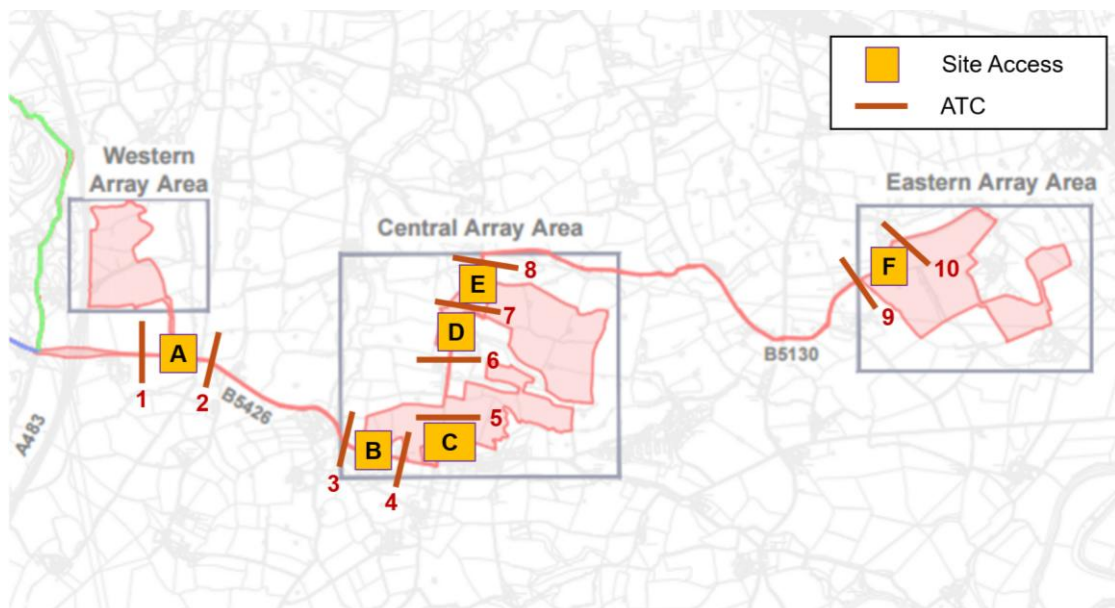 Site Access
ATC
Western
Array Area
Eastern Array Area
Central Array Area
E
8
F
10
7
9
D
A
6
B5130
1
2
B5426
A483
5
B
C
3
4